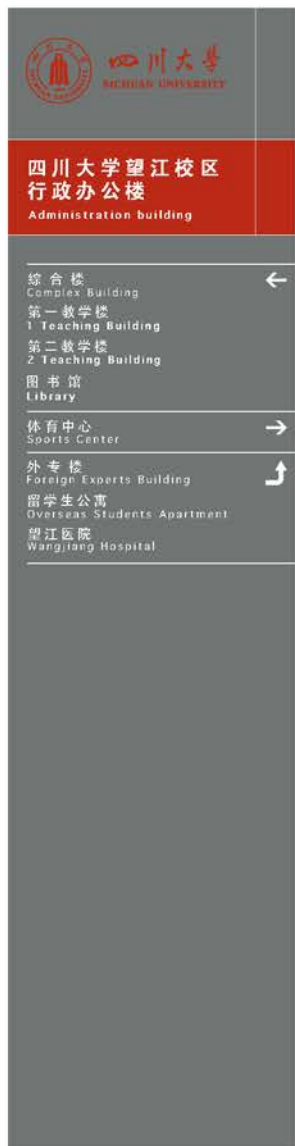 四川大學
SICHUAN UNIVERSITY
四川大学望江校区
行政办公楼
Administration building
综合楼
Complex Building
第一教学楼
1 Teaching Building
第二教学楼
2 Teaching Building
图书馆
Library
体育中心
Sports Center
外专楼
Foreign Experts Building
留学生公寓
Overseas Students Apartment
望江医院
Wangjiang Hospital